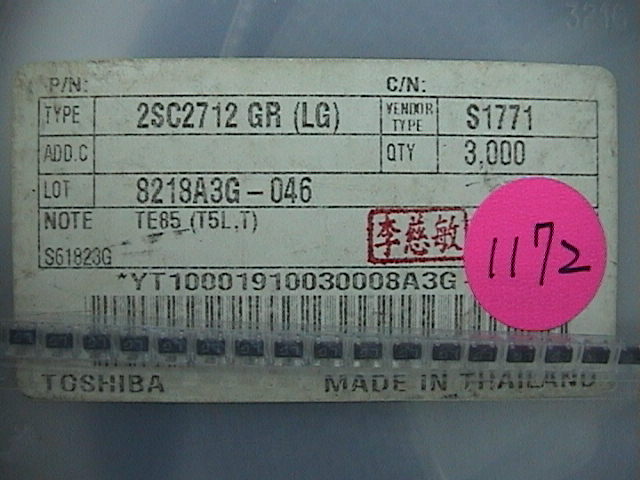 P/N: C/N:
TYPE 2SC2712 GR (LG) VENDOR TYPE S1771
ADD.C QTY 3,000
LOT 8218A3G-046
NOTE TE85 (T5L,T) 李慈敏
S61823G
1172
*YT10001910030008A3G
TOSHIBA MADE IN THAILAND